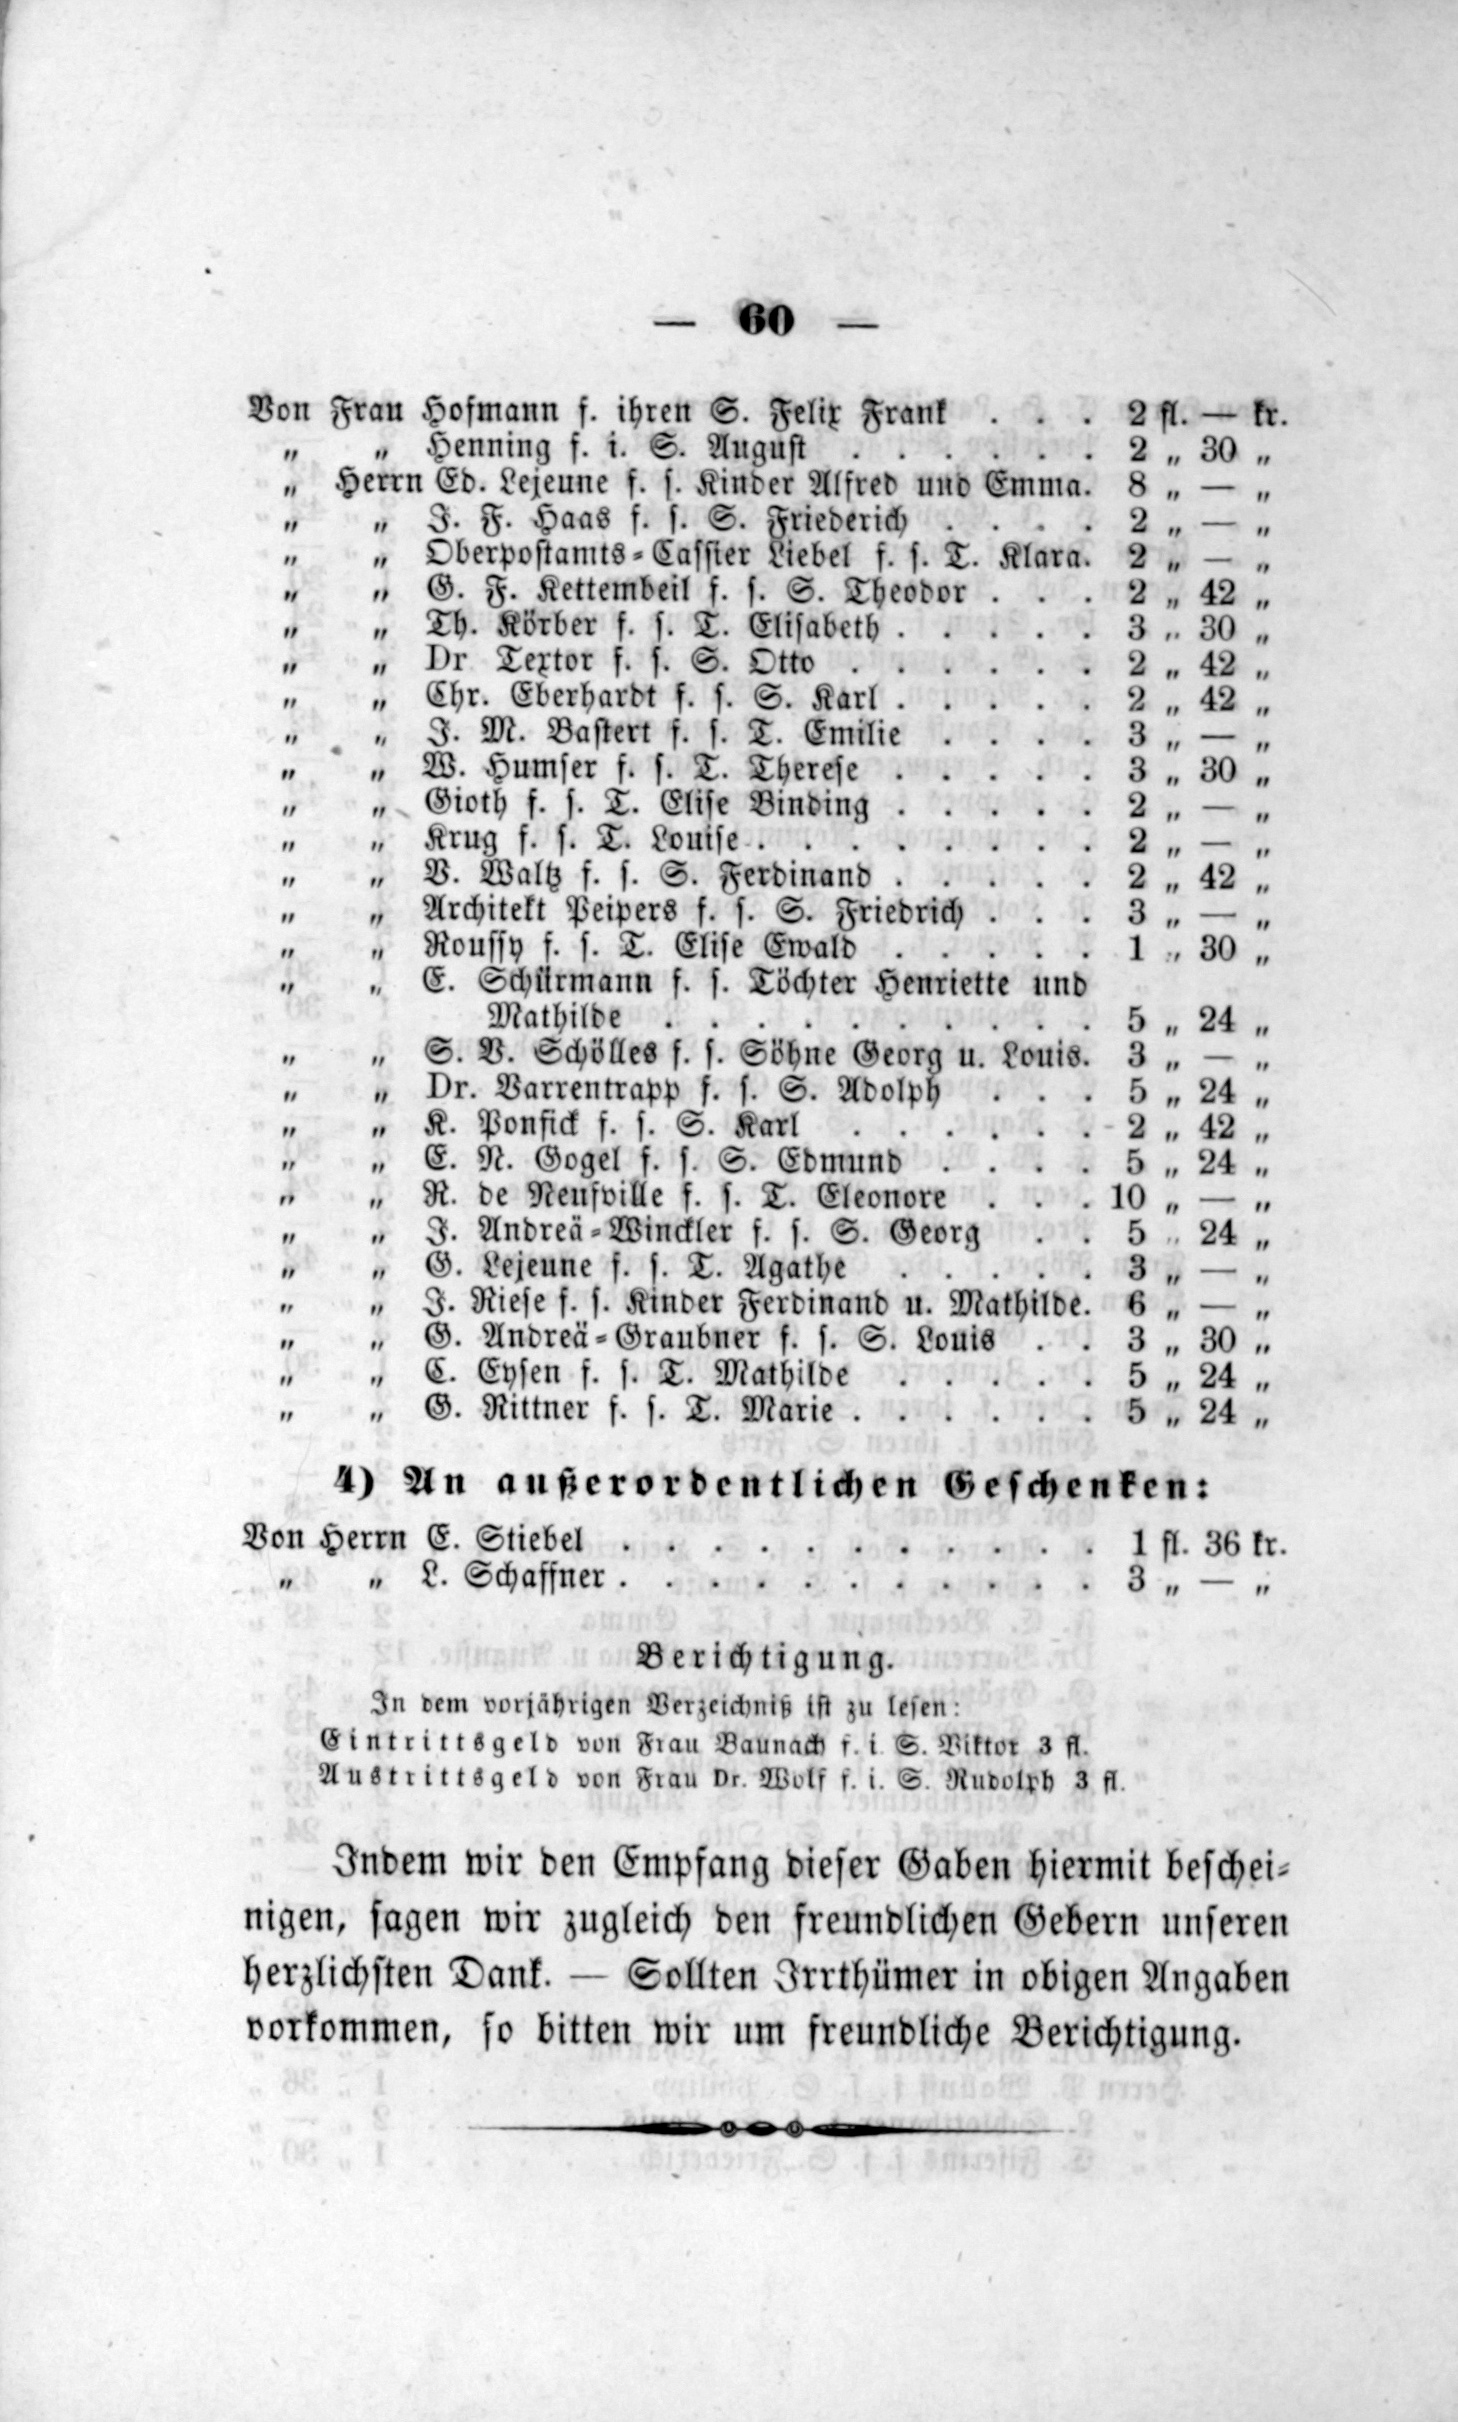 — 60 —
Von Frau Hofmann f. ihren S. Felix Frank . . . 2 fl. — kr.
„ „ Henning f. i. S. August . . . . . . 2 „ 30 „
„ Herrn Ed. Lejeune f. s. Kinder Alfred und Emma. 8 „ — „
„ „ J. F. Haas f. s. S. Friederich . . . . 2 „ — „
„ „ Oberpostamts-Cassier Liebel f. s. T. Klara. 2 „ — „
„ „ G. F. Kettembeil f. s. S. Theodor . . . 2 „ 42 „
„ „ Th. Körber f. s. T. Elisabeth . . . . . 3 „ 30 „
„ „ Dr Textor f. s. S. Otto . . . . . . 2 „ 42 „
„ „ Chr. Eberhardt f. s. S. Karl . . . . . 2 „ 42 „
„ „ J. M. Bastert f. s. T. Emilie . . . . 3 „ — „
„ „ W. Humser f. s. T. Therese . . . . . 3 „ 30 „
„ „ Gioth f. s. T. Elise Binding . . . . . 2 „ — „
„ „ Krug f. s. T. Louise . . . . . . . . 2 „ — „
„ „ V. Waltz f. s. S. Ferdinand . . . . . 2 „ 42 „
„ „ Architekt Peipers f. s. S. Friedrich . . . 3 „ — „
„ „ Roussy f. s. T. Elise Ewald . . . . . 1 „ 30 „
„ „ E. Schürmann f. s. Töchter Henriette und
Mathilde . . . . . . . . . . 5 „ 24 „
„ „ S. V. Schölles f. s. Söhne Georg u. Louis. 3 „ — „
„ „ Dr. Varrentrapp f. s. S. Adolph . . . 5 „ 24 „
„ „ K. Ponfick f. s. S. Karl . . . . . . 2 „ 42 „
„ „ E. N. Gogel f. s. S. Edmund . . . . 5 „ 24 „
„ „ R. de Neufville f. s. T. Eleonore . . . 10 „ — „
„ „ J. Andreä-Winckler f. s. S. Georg . . 5 „ 24 „
„ „ G. Lejeune f. s. T. Agathe . . . . . 3 „ — „
„ „ J. Riese f. s. Kinder Ferdinand u. Mathilde. 6 „ — „
„ „ G. Andreä-Graubner f. s. S. Louis . . 3 „ 30 „
„ „ C. Eysen f. s. T. Mathilde . . . . . 5 „ 24 „
„ „ G. Rittner f. s. T. Marie . . . . . . 5 „ 24 „
4) An außerordentlichen Geschenken:
Von Herrn E. Stiebel . . . . . . . . . . . 1 fl. 36 kr.
„ „ L. Schaffner . . . . . . . . . . . 3 „ — „
Berichtigung.
In dem vorjährigen Verzeichniß ist zu lesen:
Eintrittsgeld von Frau Baunach f. i. S. Viktor 3 fl.
Austrittsgeld von Frau Dr. Wolf f. i. S. Rudolph 3 fl.
Indem wir den Empfang dieser Gaben hiermit beschei-
nigen, sagen wir zugleich den freundlichen Gebern unseren
herzlichsten Dank. — Sollten Irrthümer in obigen Angaben
vorkommen, so bitten wir um freundliche Berichtigung.